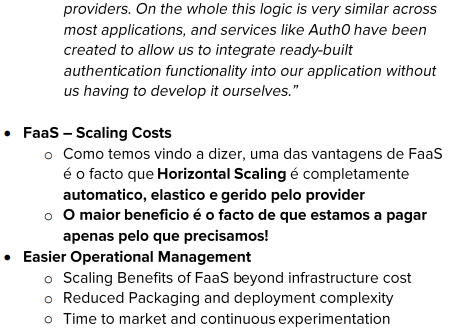 providers. On the whole this logic is very similar across
most applications, and services like Auth0 have been
created to allow us to integrate ready-built
authentication functionality into our application without
us having to develop it ourselves.”
• FaaS – Scaling Costs
o Como temos vindo a dizer, uma das vantagens de FaaS
é o facto que Horizontal Scaling é completamente
automatico, elastico e gerido pelo provider
o O maior beneficio é o facto de que estamos a pagar
apenas pelo que precisamos!
• Easier Operational Management
o Scaling Benefits of FaaS beyond infrastructure cost
o Reduced Packaging and deployment complexity
o Time to market and continuous experimentation